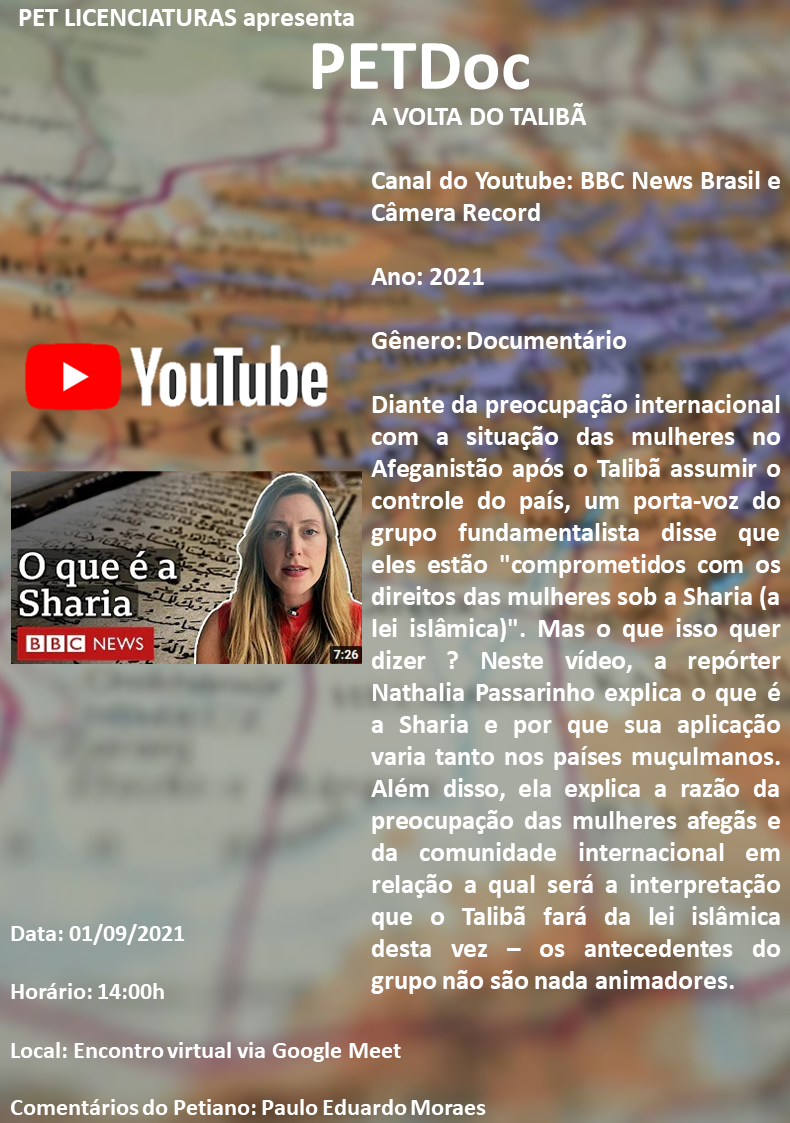 PET LICENCIATURAS apresenta
PETDoc
A VOLTA DO TALIBÃ
Canal do Youtube: BBC News Brasil e
Câmera Record
Ano: 2021
Gênero: Documentário
YouTube
O que é a
Sharia
BBC NEWS
7:26
Diante da preocupação internacional
com a situação das mulheres no
Afeganistão após o Talibã assumir o
controle do país, um porta-voz do
grupo fundamentalista disse que
eles estão "comprometidos com os
direitos das mulheres sob a Sharia (a
lei islâmica)". Mas o que isso quer
dizer ? Neste vídeo, a repórter
Nathalia Passarinho explica o que é
a Sharia e por que sua aplicação
varia tanto nos países muçulmanos.
Além disso, ela explica a razão da
preocupação das mulheres afegãs e
da comunidade internacional em
relação a qual será a interpretação
que o Talibã fará da lei islâmica
desta vez – os antecedentes do
grupo não são nada animadores.
Data: 01/09/2021
Horário: 14:00h
Local: Encontro virtual via Google Meet
Comentários do Petiano: Paulo Eduardo Moraes